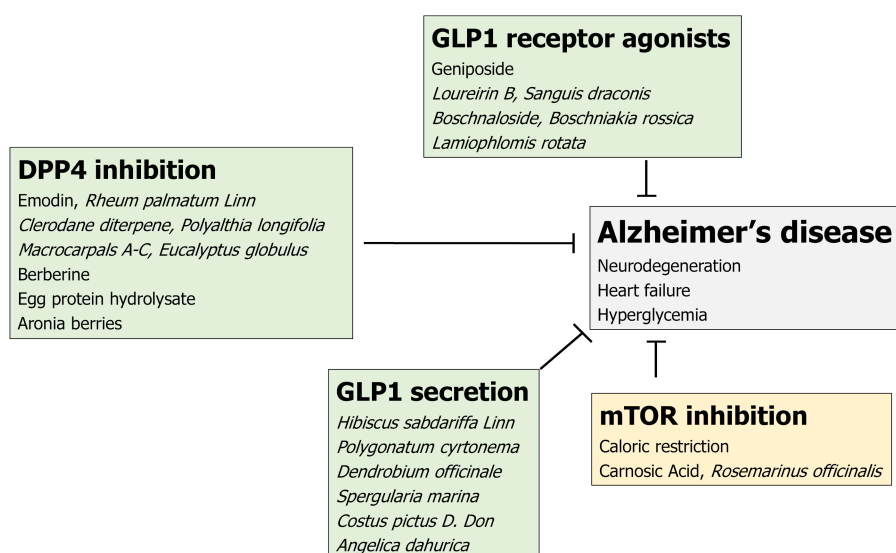 GLP1 receptor agonists
Geniposide
Loureirin B, Sanguis draconis
Boschnaloside, Boschniakia rossica
Lamiophlomis rotata
DPP4 inhibition
Emodin, Rheum palmatum Linn
Clerodane diterpene, Polyalthia longifolia
Macrocarpals A-C, Eucalyptus globulus
Berberine
Egg protein hydrolysate
Aronia berries
Alzheimer's disease
Neurodegeneration
Heart failure
Hyperglycemia
GLP1 secretion
Hibiscus sabdariffa Linn
Polygonatum cyrtonema
Dendrobium officinale
Spergularia marina
Costus pictus D. Don
Angelica dahurica
mTOR inhibition
Caloric restriction
Carnosic Acid, Rosemarinus officinalis